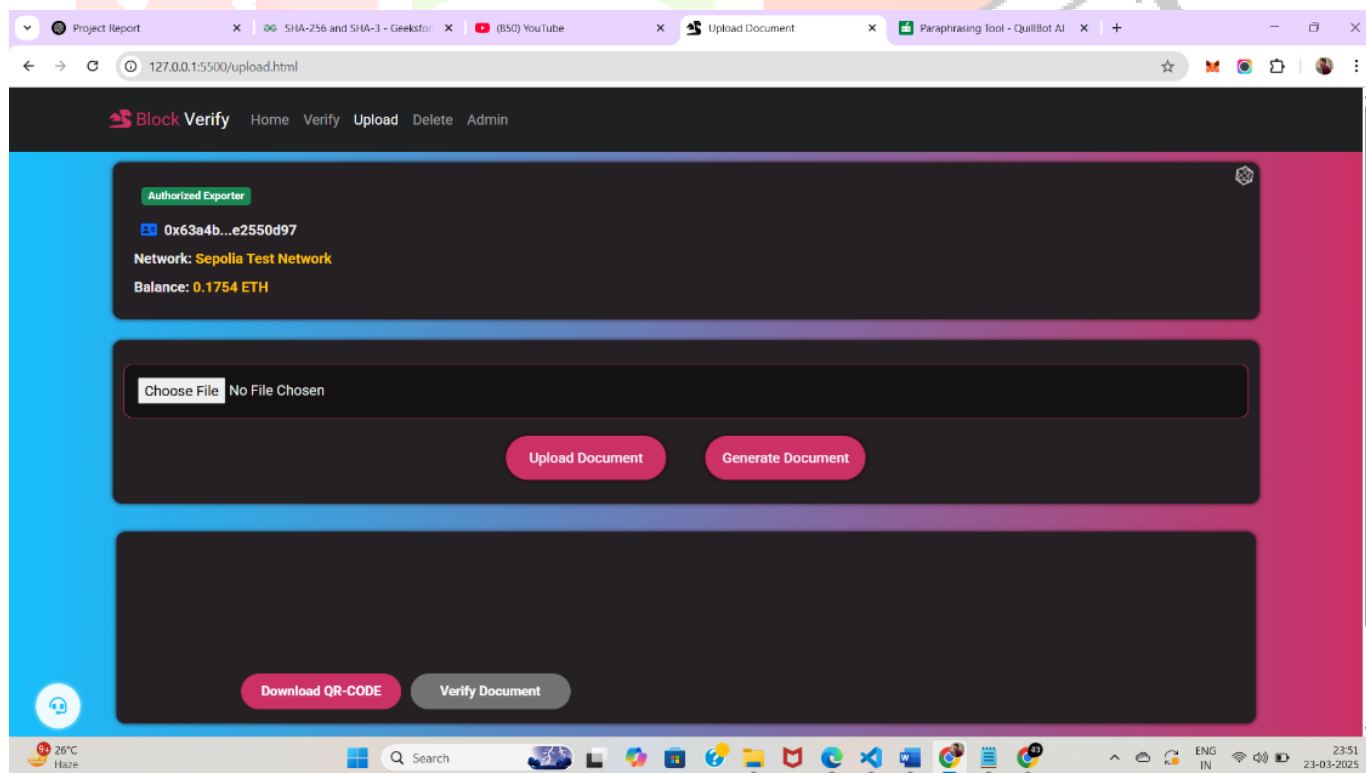 Project Report
SHA-256 and SHA-3 - Geeksfor
(850) YouTube
Upload Document
Paraphrasing Tool - QuillBot AI
127.0.0.1:5500/upload.html
Block Verify Home Verify Upload Delete Admin
Authorized Exporter
0x63a4b...e2550d97
Network: Sepolia Test Network
Balance: 0.1754 ETH
Choose File No File Chosen
Upload Document Generate Document
Download QR-CODE Verify Document
9+ 26°C
Haze
Search
43
ENG
IN
23:51
23-03-2025